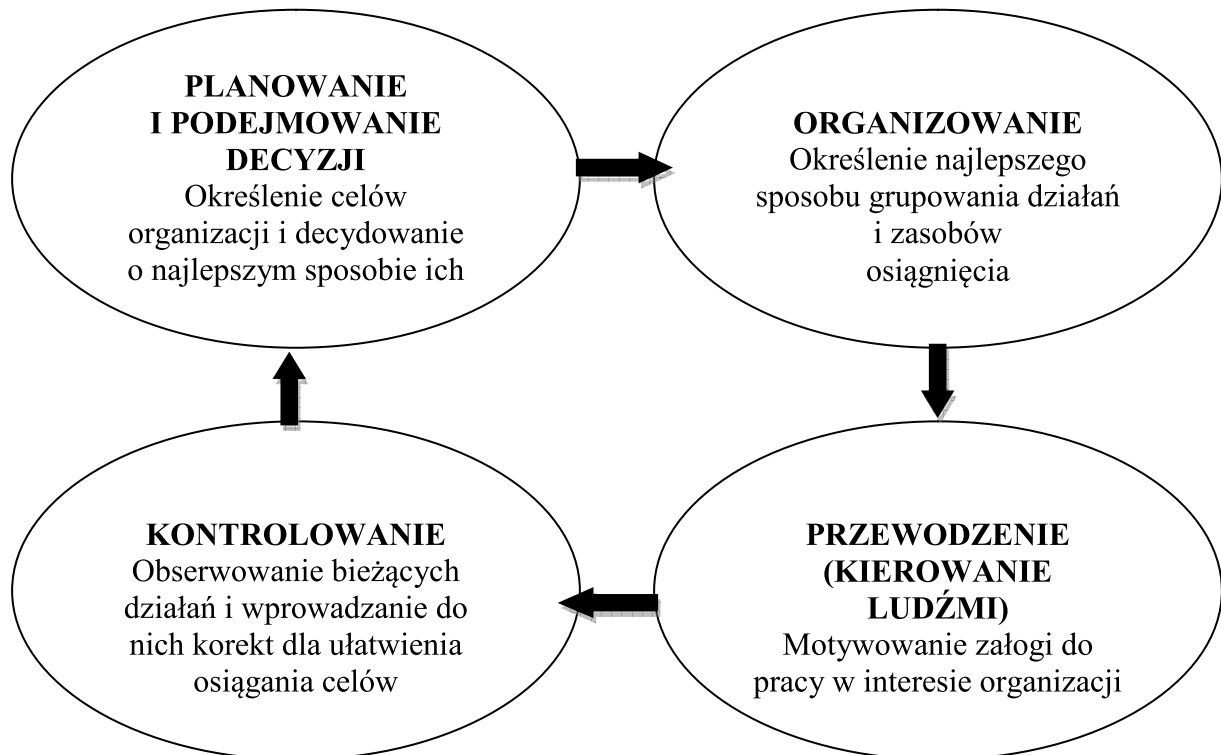 PLANOWANIE
I PODEJMOWANIE
DECYZJI
Określenie celów
organizacji i decydowanie
o najlepszym sposobie ich
ORGANIZOWANIE
Określenie najlepszego
sposobu grupowania działań
i zasobów
osiągnięcia
KONTROLOWANIE
Obserwowanie bieżących
działań i wprowadzanie do
nich korekt dla ułatwienia
osiągania celów
PRZEWODZENIE
(KIEROWANIE
LUDŹMI)
Motywowanie załogi do
pracy w interesie organizacji